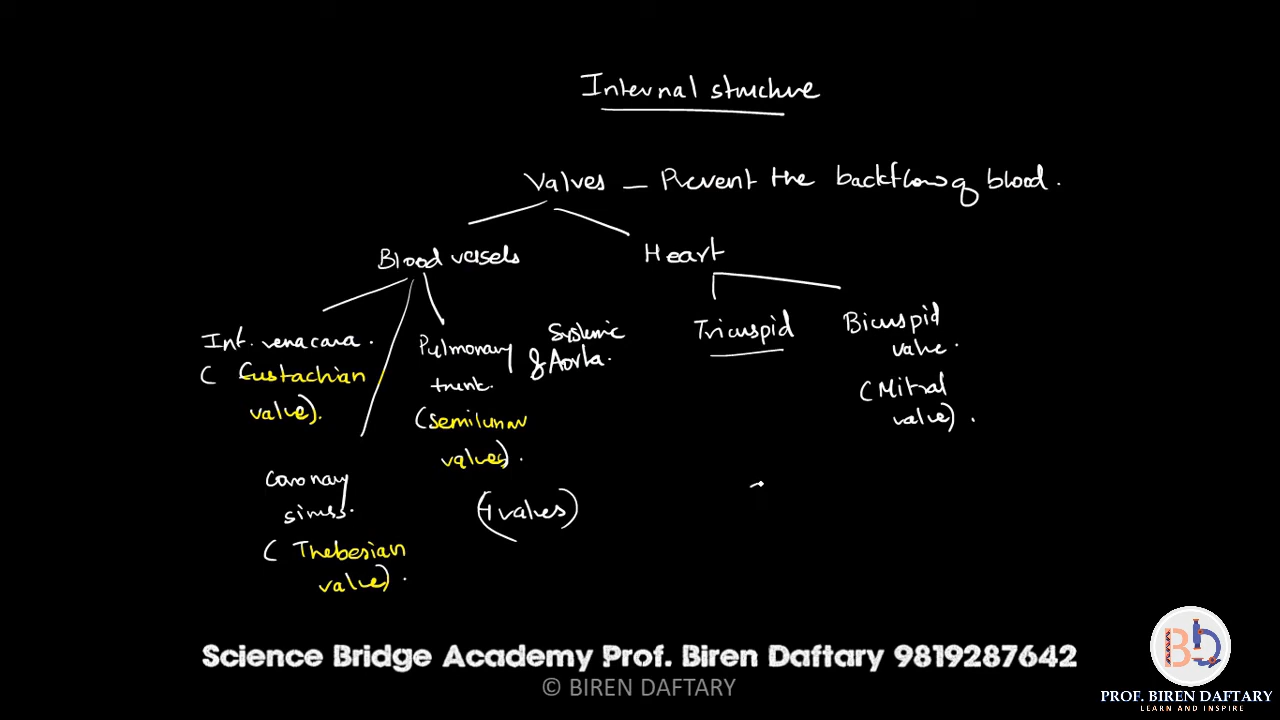 Internal structure
Valves – Prevent the backflow of blood.
Blood vessels
Heart
Inf. venacava.
( Eustachian
valve).
Pulmonary
trunk.
(semilunar
valves).
Systemic
& Aorta.
Tricuspid
Bicuspid
valve.
(Mitral
valve).
coronary
sinus.
( Thebesian
valve).
(4 valves)
Science Bridge Academy Prof. Biren Daftary 9819287642
© BIREN DAFTARY
PROF. BIREN DAFTARY
LEARN AND INSPIRE